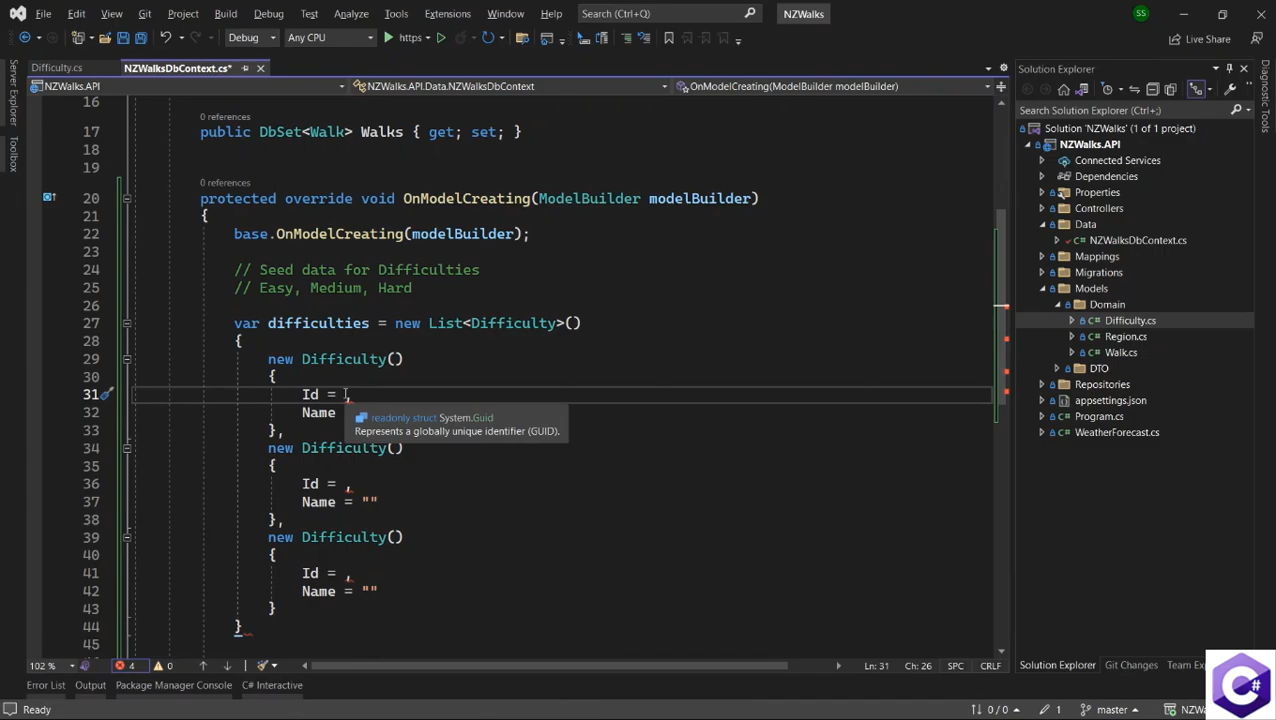 File Edit View Git Project Build Debug Test Analyze Tools Extensions Window Help Search (Ctrl+;) NZWalks SS
Debug Any CPU https Live Share
Server Explorer
Toolbox
Difficulty.cs NZWalksDbContext.cs*
NZWalks.API NZWalks.API.Data.NZWalksDbContext OnModelCreating(ModelBuilder modelBuilder)
16
0 references
17 public DbSet<Walk> Walks { get; set; }
18
19
0 references
20 protected override void OnModelCreating(ModelBuilder modelBuilder)
21 {
22 base.OnModelCreating(modelBuilder);
23
24 // Seed data for Difficulties
25 // Easy, Medium, Hard
26
27 var difficulties = new List<Difficulty>()
28 {
29 new Difficulty()
30 {
31 Id = ,
32 Name
readonly struct System.Guid
Represents a globally unique identifier (GUID).
33 },
34 new Difficulty()
35 {
36 Id = ,
37 Name = ""
38 },
39 new Difficulty()
40 {
41 Id = ,
42 Name = ""
43 }
44 }
45
102 % 4 0 Ln: 31 Ch: 26 SPC CRLF
Error List Output Package Manager Console C# Interactive
Ready 0 / 0 1 master NZW
Solution Explorer
Search Solution Explorer (Ctrl+;)
Solution 'NZWalks' (1 of 1 project)
NZWalks.API
Connected Services
Dependencies
Properties
Controllers
Data
C# NZWalksDbContext.cs
Mappings
Migrations
Models
Domain
C# Difficulty.cs
C# Region.cs
C# Walk.cs
DTO
Repositories
appsettings.json
C# Program.cs
C# WeatherForecast.cs
Solution Explorer Git Changes Team Exp
Diagnostic Tools
C#